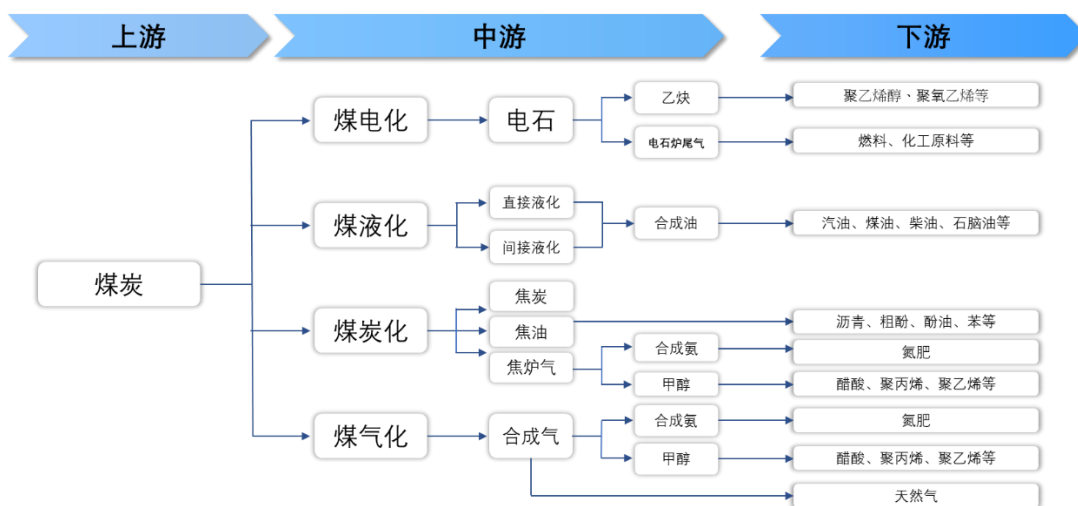 上游
中游
下游
煤炭
煤电化
电石
乙炔
聚乙烯醇、聚氧乙烯等
电石炉尾气
燃料、化工原料等
煤液化
直接液化
间接液化
合成油
汽油、煤油、柴油、石脑油等
煤炭化
焦炭
焦油
沥青、粗酚、酚油、苯等
焦炉气
合成氨
氮肥
甲醇
醋酸、聚丙烯、聚乙烯等
煤气化
合成气
合成氨
氮肥
甲醇
醋酸、聚丙烯、聚乙烯等
天然气